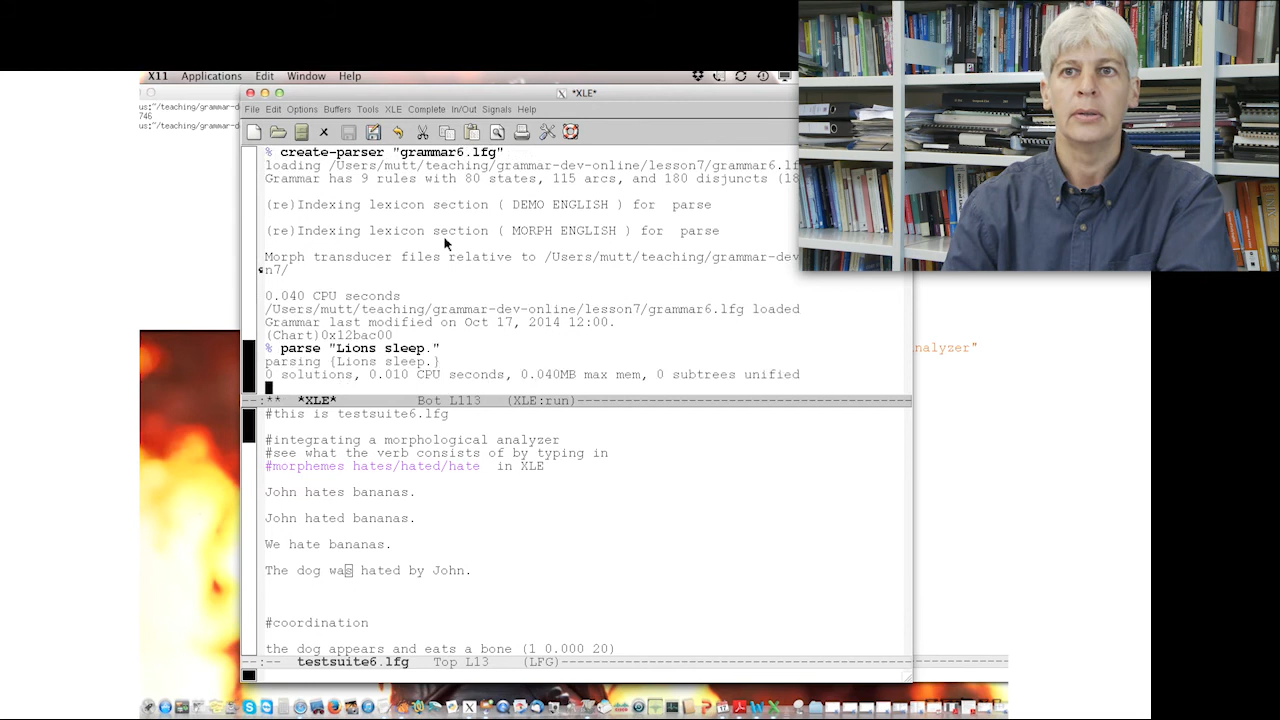 X11 Applications Edit Window Help
us:~/teaching/grammar-d
746
us:~/teaching/grammar-d
*XLE*
File Edit Options Buffers Tools XLE Complete In/Out Signals Help
% create-parser "grammar6.lfg"
loading /Users/mutt/teaching/grammar-dev-online/lesson7/grammar6.lf
Grammar has 9 rules with 80 states, 115 arcs, and 180 disjuncts (18
(re)Indexing lexicon section ( DEMO ENGLISH ) for parse
(re)Indexing lexicon section ( MORPH ENGLISH ) for parse
Morph transducer files relative to /Users/mutt/teaching/grammar-dev
n7/
0.040 CPU seconds
/Users/mutt/teaching/grammar-dev-online/lesson7/grammar6.lfg loaded
Grammar last modified on Oct 17, 2014 12:00.
(Chart)0x12bac00
% parse "Lions sleep."
parsing {Lions sleep.}
0 solutions, 0.010 CPU seconds, 0.040MB max mem, 0 subtrees unified
nalyzer"
--:** *XLE* Bot L113 (XLE:run)
#this is testsuite6.lfg
#integrating a morphological analyzer
#see what the verb consists of by typing in
#morphemes hates/hated/hate in XLE
John hates bananas.
John hated bananas.
We hate bananas.
The dog was hated by John.
#coordination
the dog appears and eats a bone (1 0.000 20)
--:-- testsuite6.lfg Top L13 (LFG)